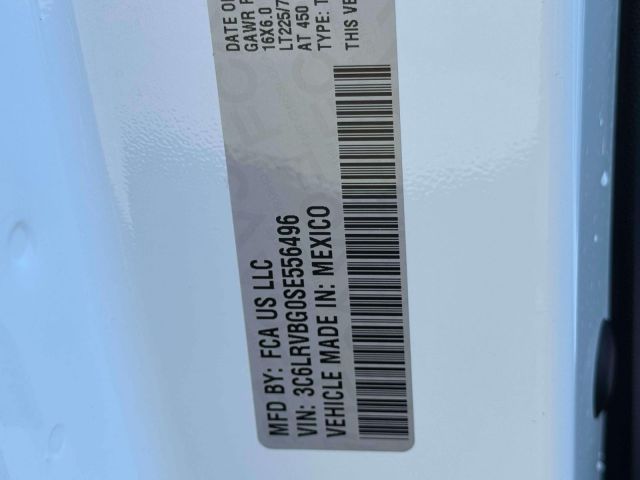 MFD BY: FCA US LLC
VIN: 3C6LRVBG0SE556496
VEHICLE MADE IN: MEXICO
DATE OF
GAWR F
16X6.0
LT225/7
AT 450
TYPE: T
THIS VE